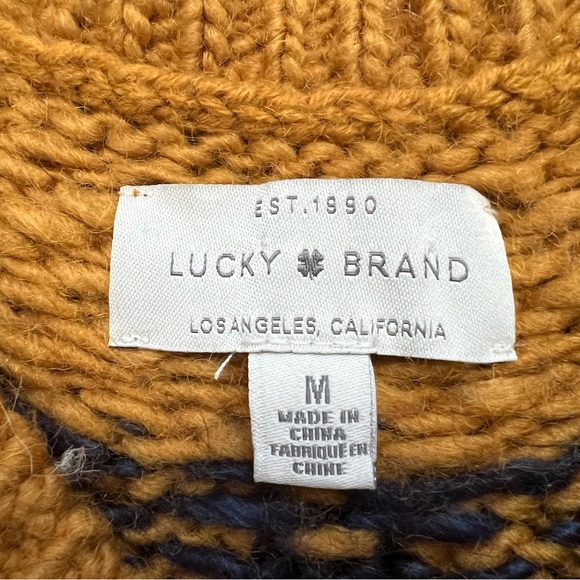 EST.1990
LUCKY BRAND
LOS ANGELES, CALIFORNIA
M
MADE IN
CHINA
FABRIQUE EN
CHINE